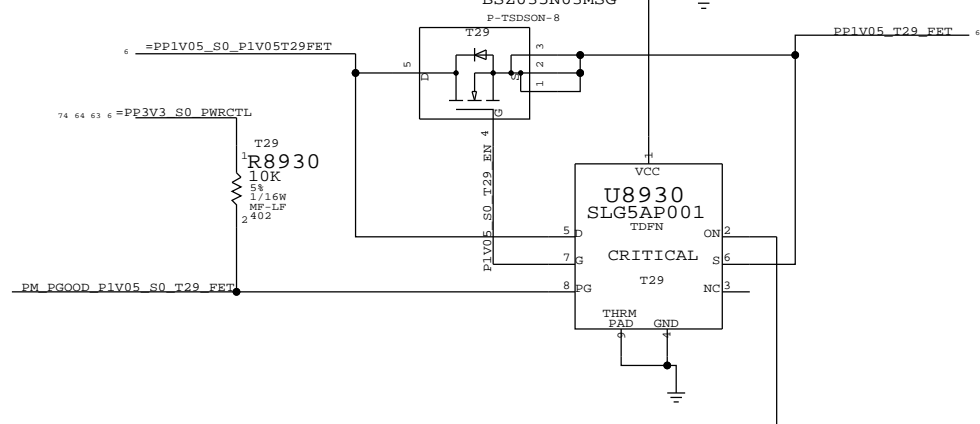 P-TSDSON-8
T29
PP1V05_T29_FET
6
6
=PP1V05_S0_P1V05T29FET
5
D
S
3
2
1
G
4
74 64 63 6
=PP3V3_S0_PWRCTL
T29
1
R8930
10K
5%
1/16W
MF-LF
402
2
P1V05_S0_T29_EN
1
VCC
U8930
SLG5AP001
TDFN
5
D
ON
2
CRITICAL
7
G
S
6
T29
PM_PGOOD_P1V05_S0_T29_FET
8
PG
NC
3
THRM
PAD
GND
9
4